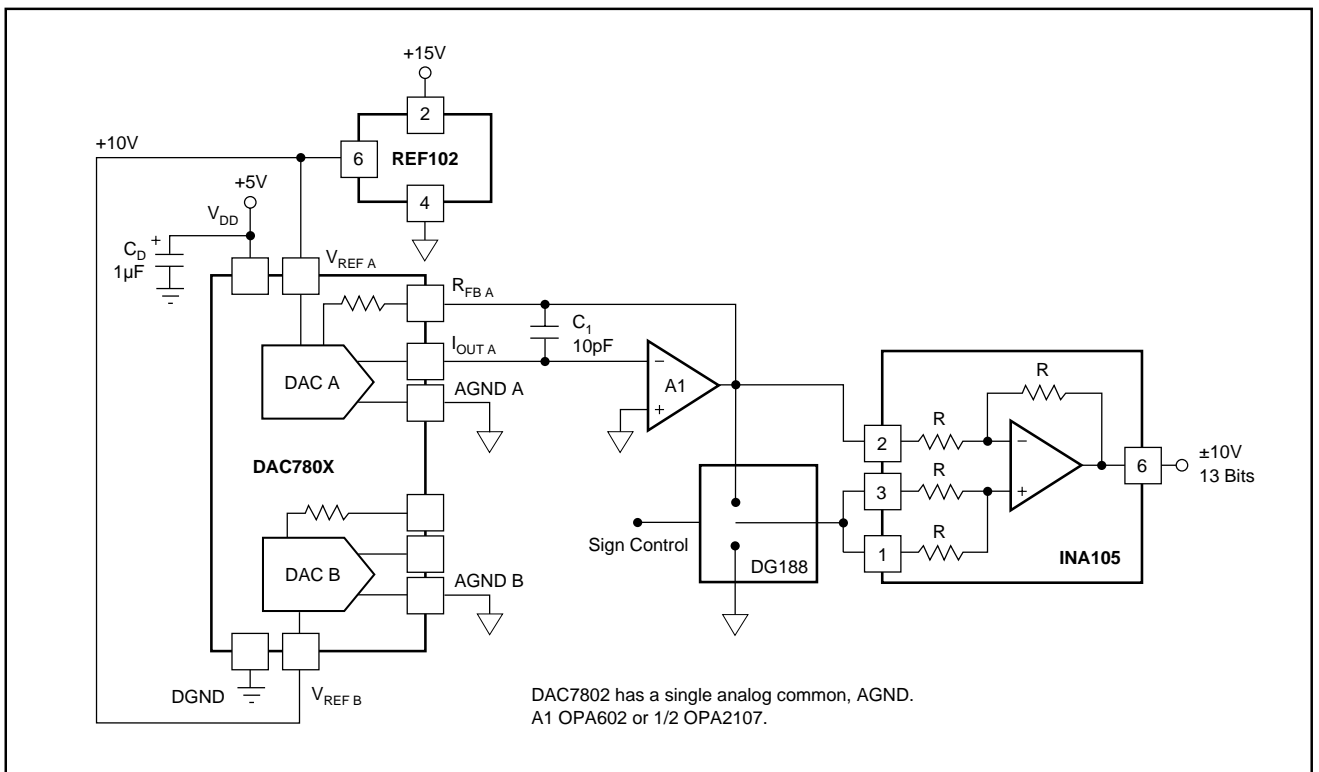 +15V
2
+10V
6
REF102
+5V
4
V_DD
C_D
+
1µF
V_REF A
R_FB A
I_OUT A
C_1
10pF
DAC A
AGND A
−
A1
+
R
2
R
−
3
R
+
6
±10V
13 Bits
1
R
INA105
DAC780X
Sign Control
DG188
DAC B
AGND B
DGND
V_REF B
DAC7802 has a single analog common, AGND.
A1 OPA602 or 1/2 OPA2107.